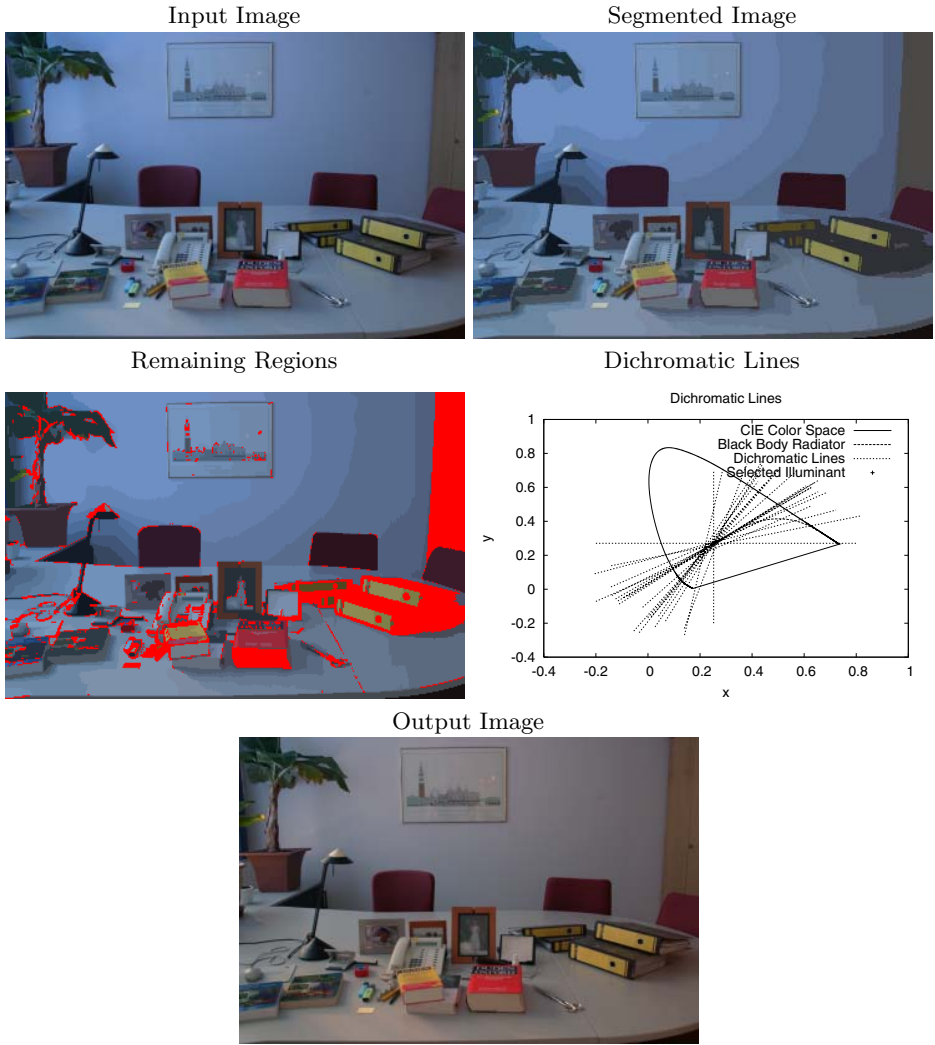 Input Image
Segmented Image
Remaining Regions
Dichromatic Lines
Dichromatic Lines
CIE Color Space
Black Body Radiator
Dichromatic Lines
Selected Illuminant
1
0.8
0.6
0.4
0.2
0
-0.2
-0.4
y
-0.4
-0.2
0
0.2
0.4
0.6
0.8
1
x
Output Image